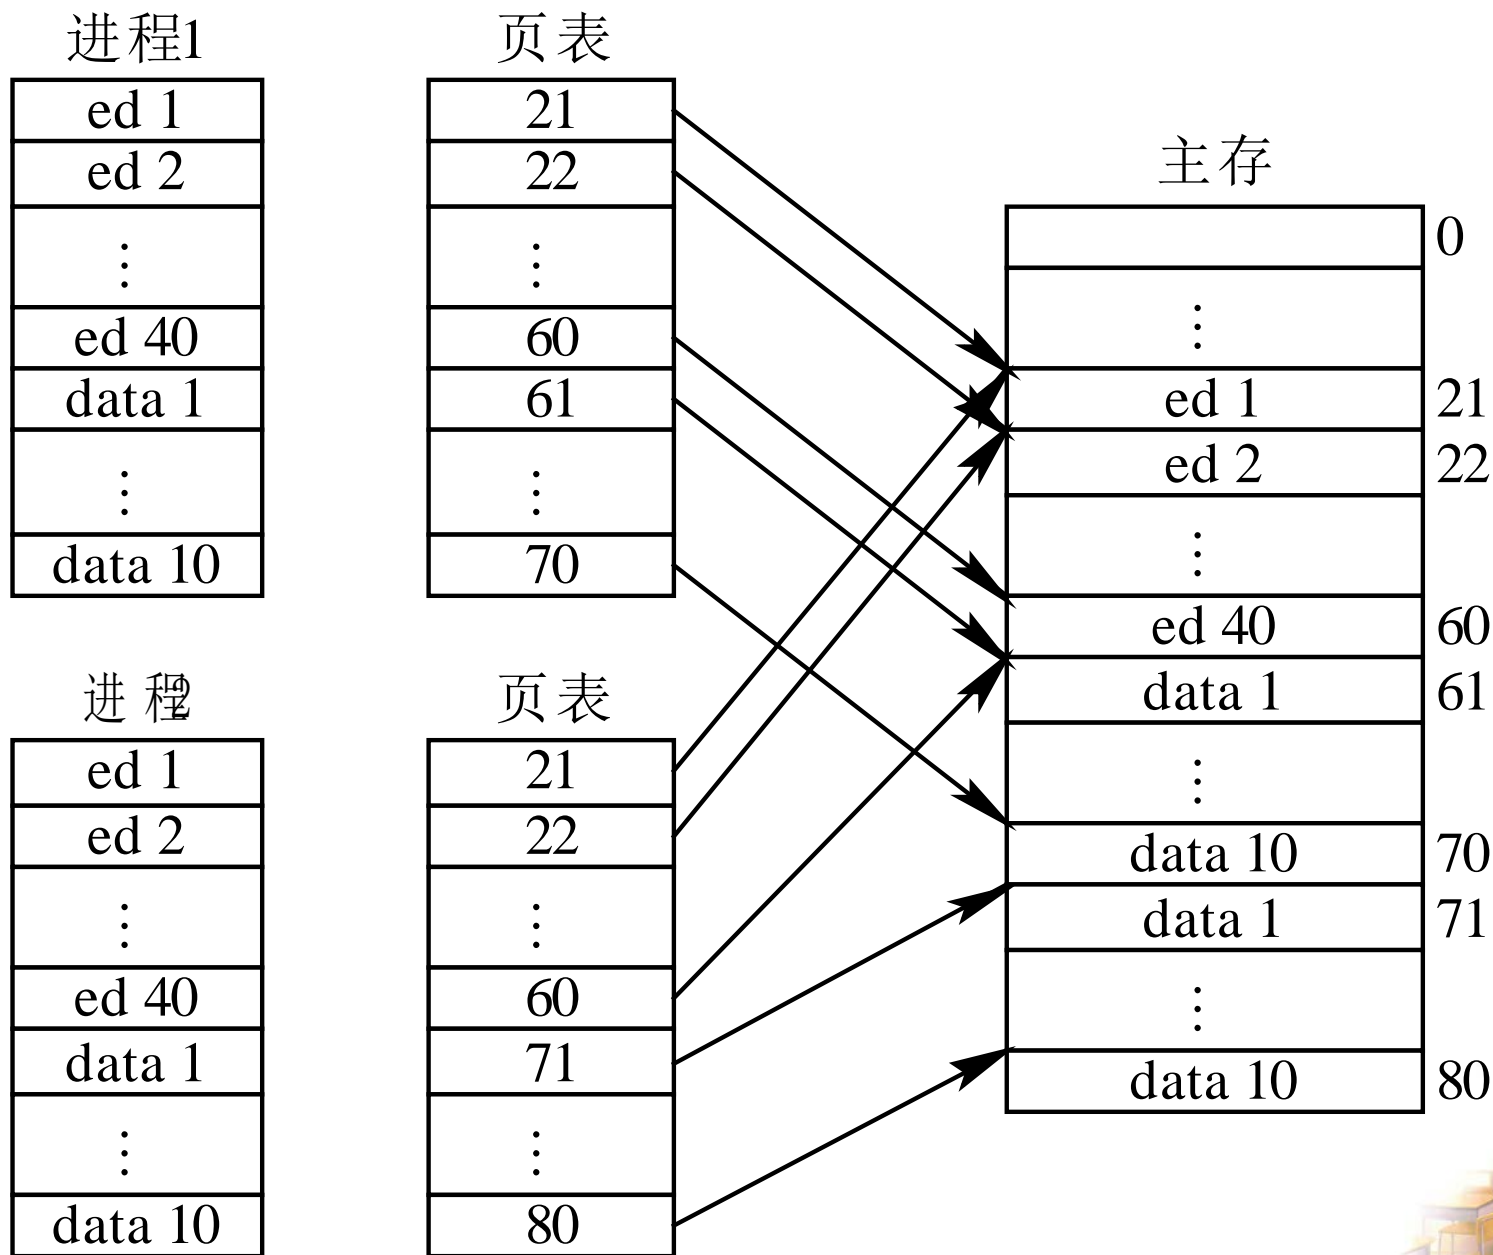 进程1
ed 1
ed 2
⋮
ed 40
data 1
⋮
data 10
页表
21
22
⋮
60
61
⋮
70
进程2
ed 1
ed 2
⋮
ed 40
data 1
⋮
data 10
页表
21
22
⋮
60
71
⋮
80
主存
0
⋮
ed 1 21
ed 2 22
⋮
ed 40 60
data 1 61
⋮
data 10 70
data 1 71
⋮
data 10 80